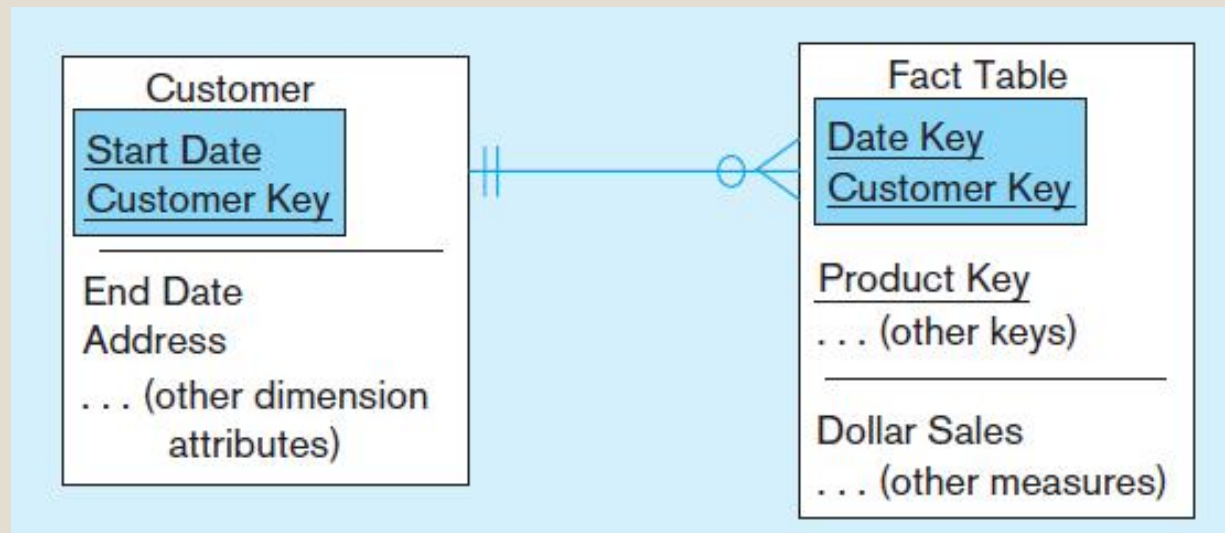 Customer
Start Date
Customer Key
End Date
Address
. . . (other dimension
attributes)
Fact Table
Date Key
Customer Key
Product Key
. . . (other keys)
Dollar Sales
. . . (other measures)